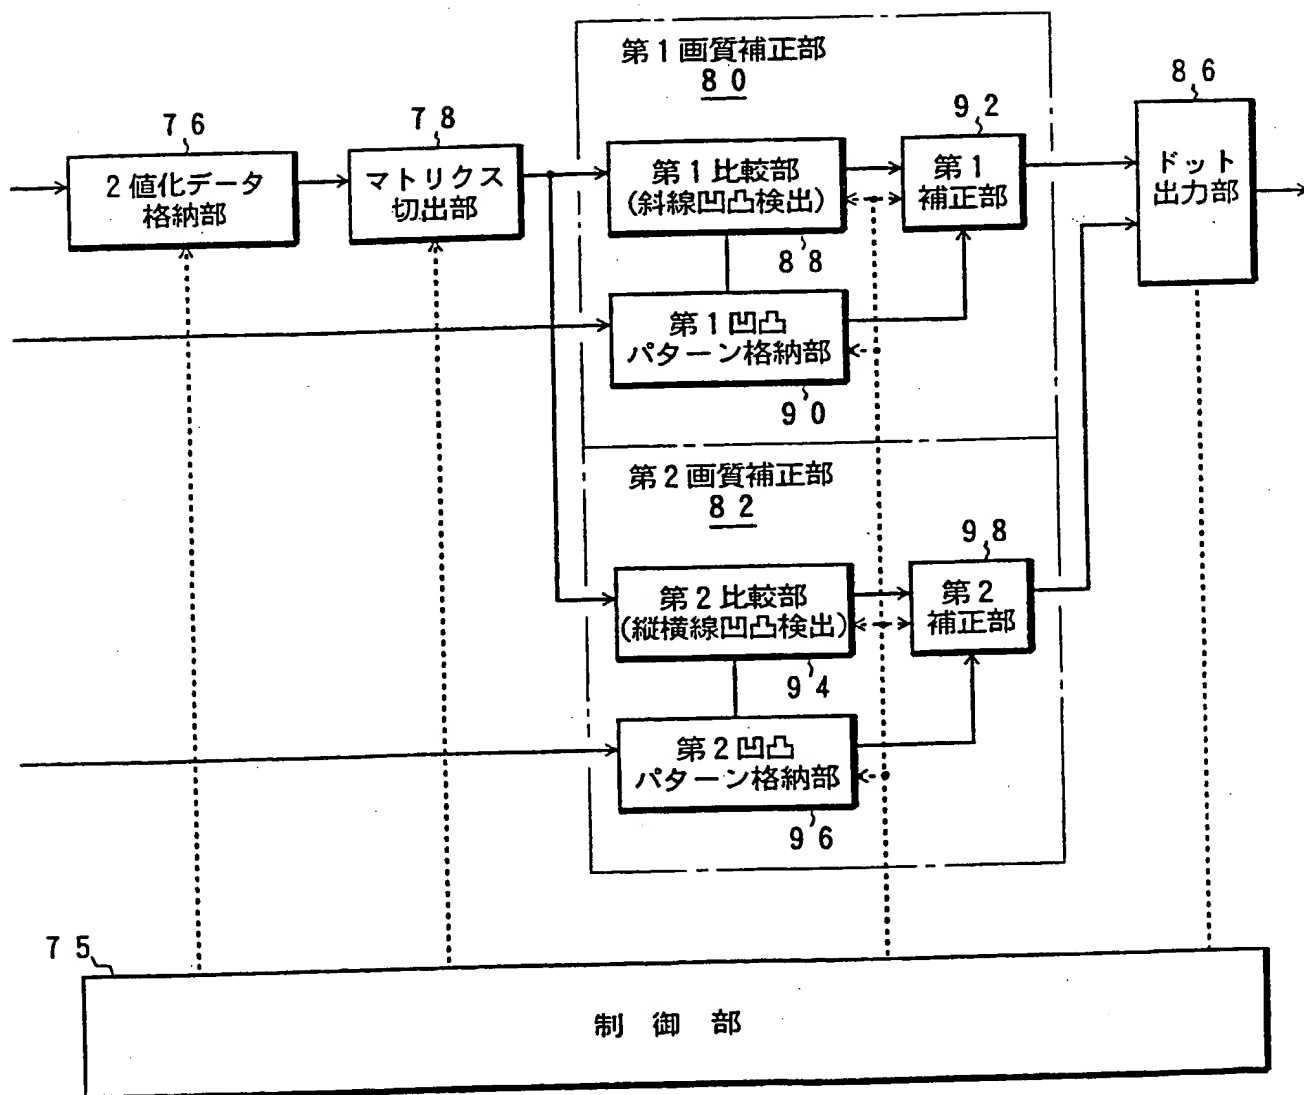 第1画質補正部
80
86
76
78
92
2値化データ
格納部
マトリクス
切出部
第1比較部
(斜線凹凸検出)
第1
補正部
ドット
出力部
88
第1凹凸
パターン格納部
90
第2画質補正部
82
98
第2比較部
(縦横線凹凸検出)
第2
補正部
94
第2凹凸
パターン格納部
96
75
制御部